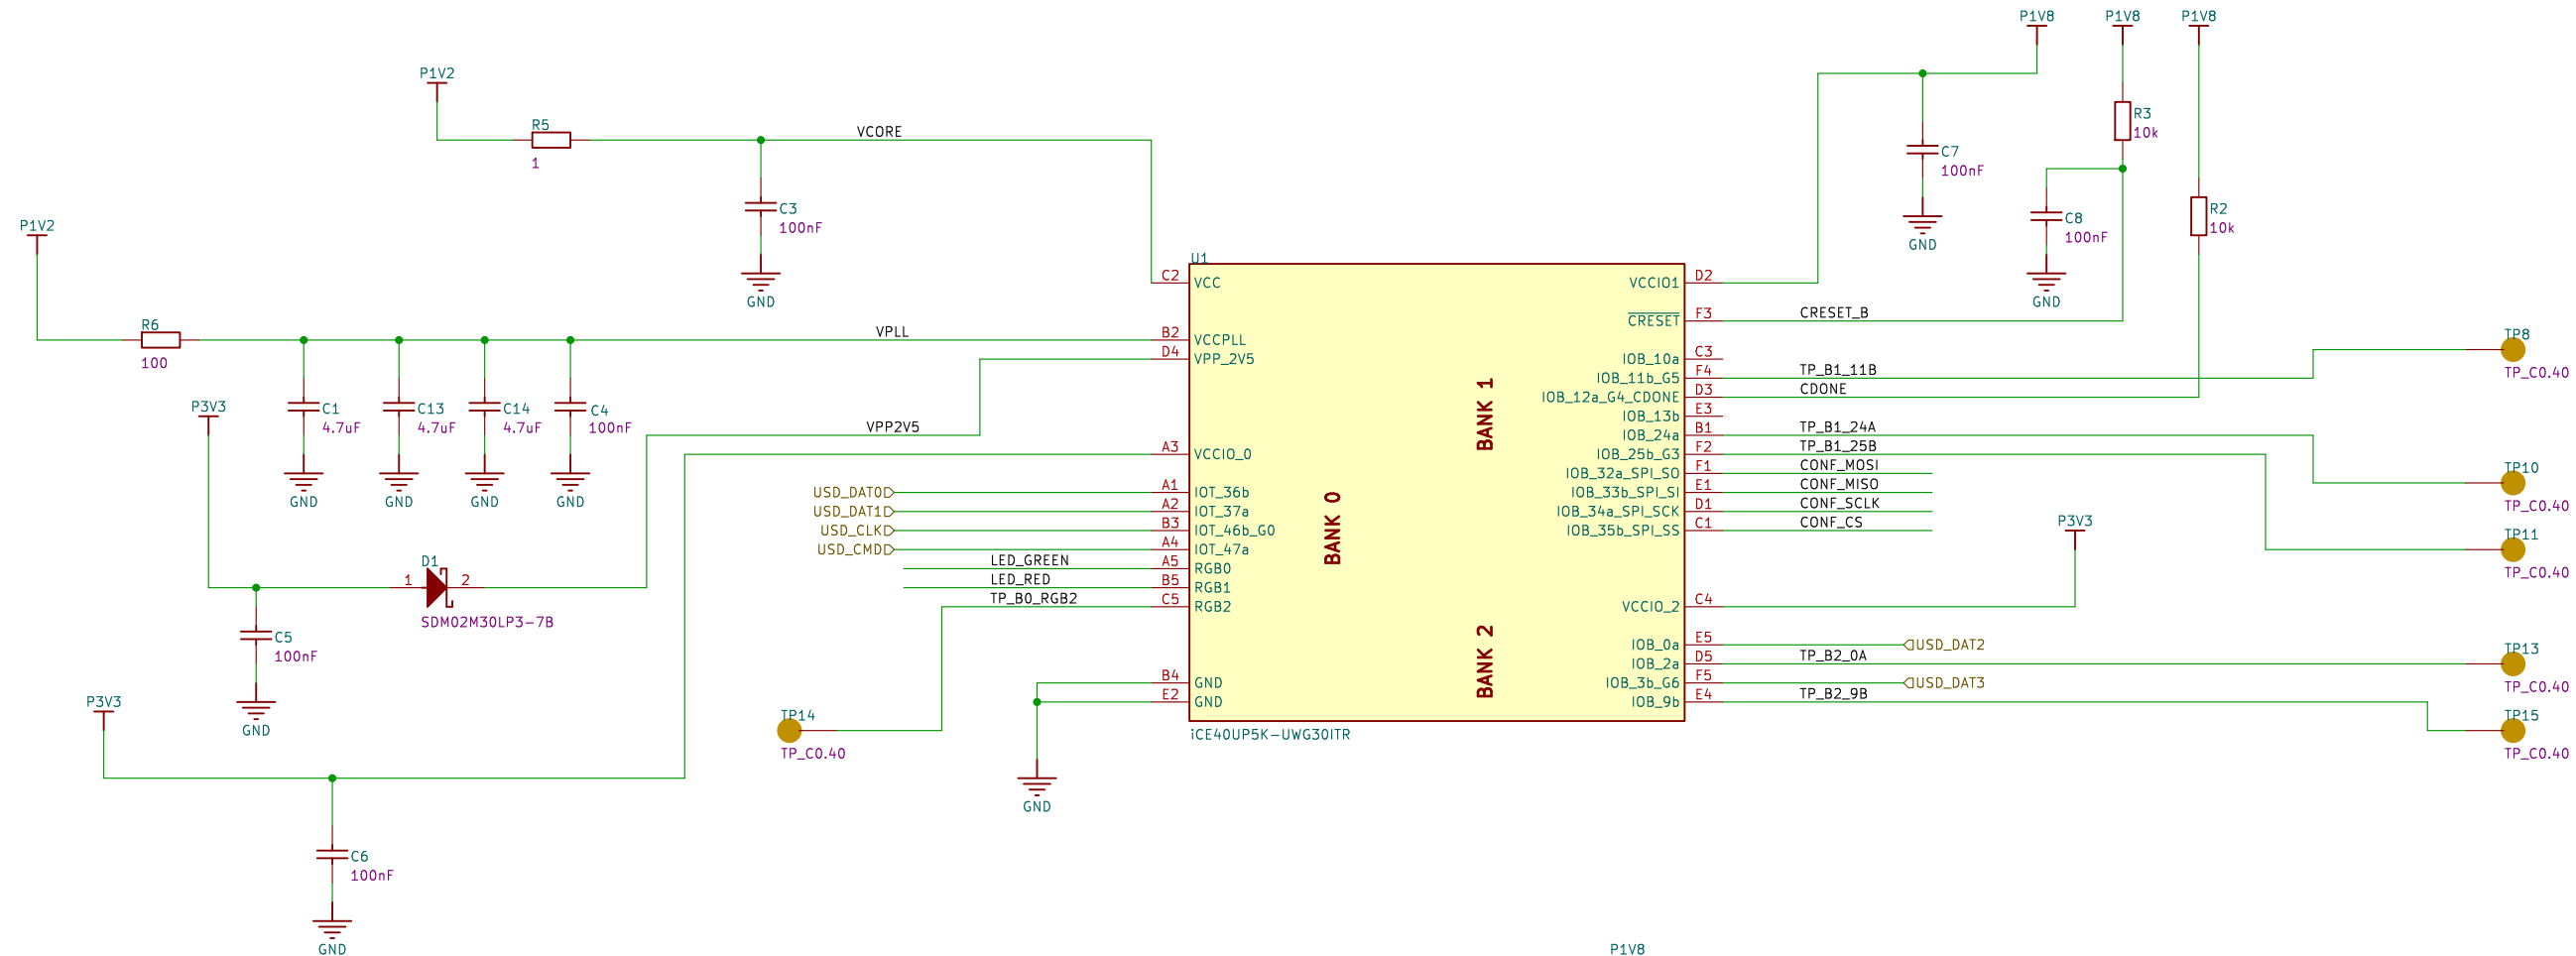 P1V8 P1V8 P1V8
P1V2
R3
10k
R5
VCORE
1
C7
100nF
C3
100nF
R2
10k
C8
100nF
P1V2
GND
U1
GND
GND
C2 VCC
VCCIO1 D2
R6
100
VPLL
B2 VCCPLL
D4 VPP_2V5
CRESET F3 CRESET_B
TP8
TP_C0.40
IOB_10a C3
IOB_11b_G5 F4 TP_B1_11B
IOB_12a_G4_CDONE D3 CDONE
IOB_13b E3
IOB_24a B1 TP_B1_24A
IOB_25b_G3 F2 TP_B1_25B
IOB_32a_SPI_SO F1 CONF_MOSI
IOB_33b_SPI_SI E1 CONF_MISO
IOB_34a_SPI_SCK D1 CONF_SCLK
IOB_35b_SPI_SS C1 CONF_CS
BANK 1
P3V3
C1
4.7uF
C13
4.7uF
C14
4.7uF
C4
100nF
GND GND GND GND
VPP2V5
A3 VCCIO_0
USD_DAT0 A1 IOT_36b
USD_DAT1 A2 IOT_37a
USD_CLK B3 IOT_46b_G0
USD_CMD A4 IOT_47a
LED_GREEN A5 RGB0
LED_RED B5 RGB1
TP_B0_RGB2 C5 RGB2
BANK 0
TP10
TP_C0.40
P3V3
TP11
TP_C0.40
D1
1 2
SDM02M30LP3-7B
C5
100nF
GND
VCCIO_2 C4
IOB_0a E5 USD_DAT2
IOB_2a D5 TP_B2_0A
IOB_3b_G6 F5 USD_DAT3
IOB_9b E4 TP_B2_9B
BANK 2
TP13
TP_C0.40
B4 GND
E2 GND
P3V3
TP14
TP_C0.40
iCE40UP5K-UWG30ITR
TP15
TP_C0.40
GND
C6
100nF
GND
P1V8